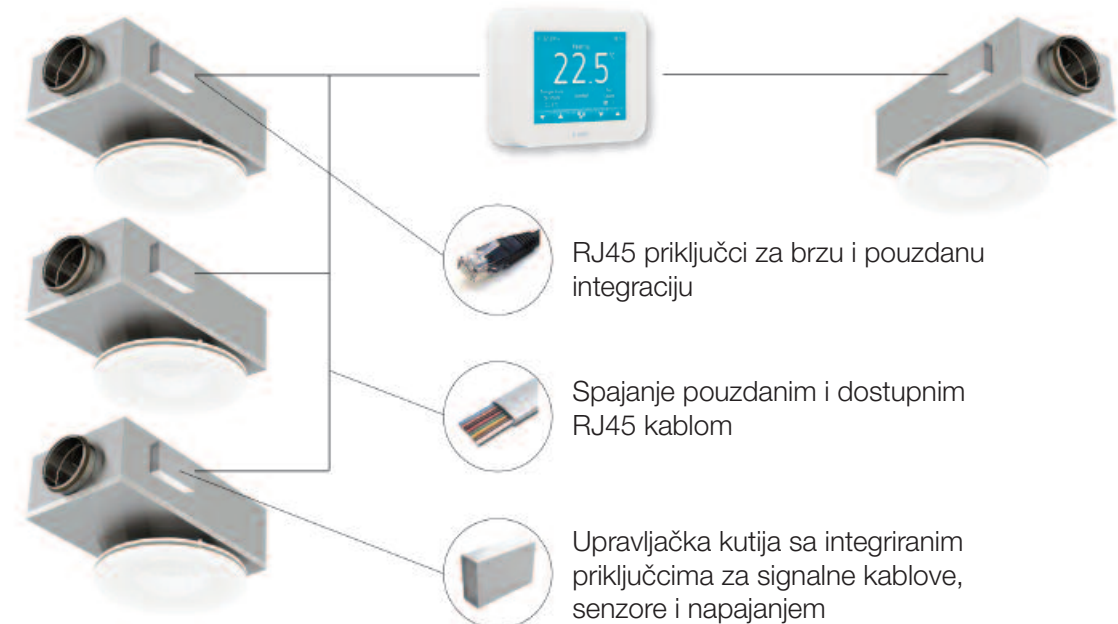 22.5
RJ45 priključci za brzu i pouzdanu
integraciju
Spajanje pouzdanim i dostupnim
RJ45 kablom
Upravljačka kutija sa integriranim
priključcima za signalne kablove,
senzore i napajanjem